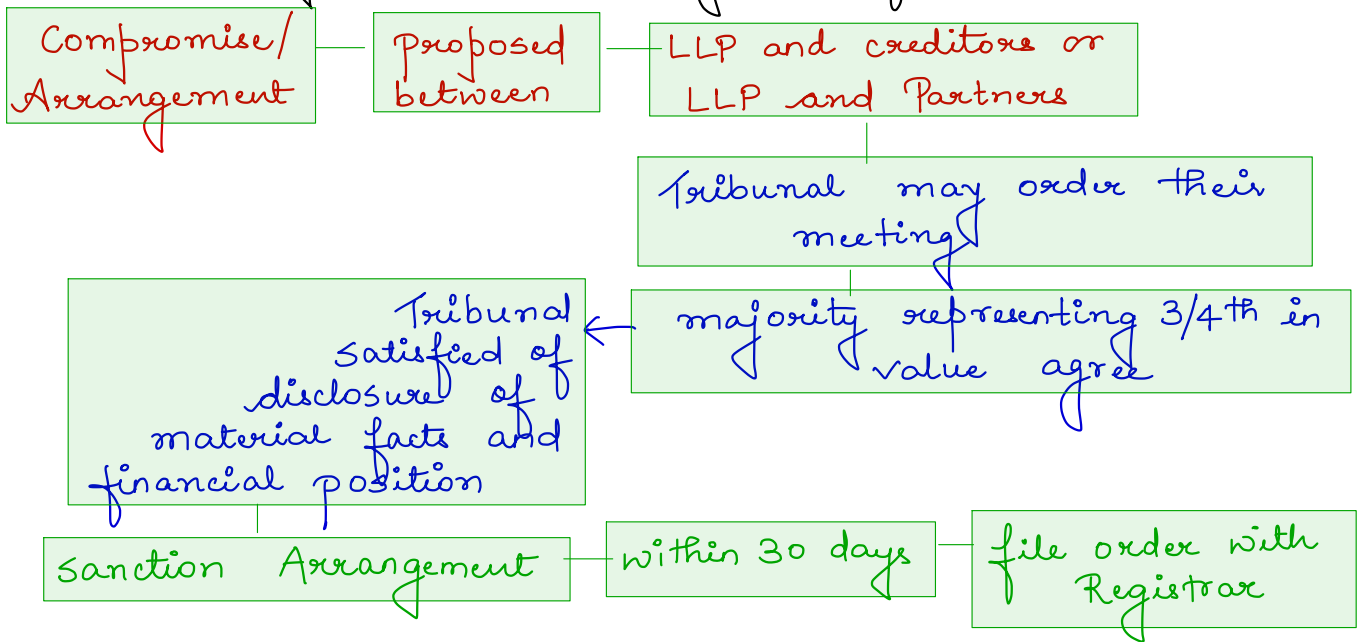 Compromise/
Arrangement
Proposed
between
LLP and creditors or
LLP and Partners
Tribunal may order their
meeting
majority representing 3/4th in
value agree
Tribunal
satisfied of
disclosure of
material facts and
financial position
Sanction Arrangement
within 30 days
file order with
Registrar